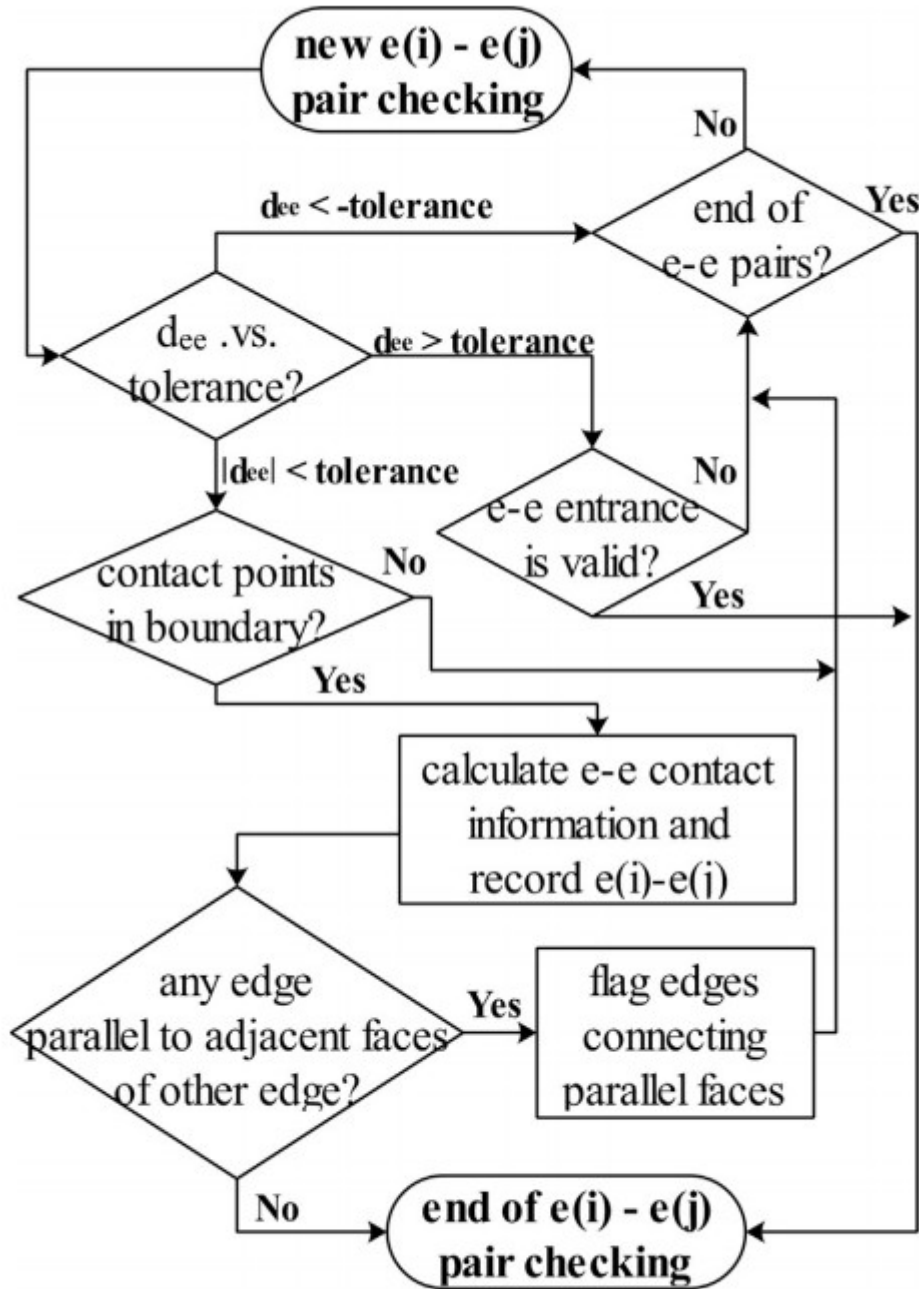 new e(i) - e(j)
pair checking
No
Yes
end of
e-e pairs?
dee < -tolerance
dee .vs.
tolerance?
dee > tolerance
|dee| < tolerance
No
e-e entrance
is valid?
Yes
contact points
in boundary?
No
Yes
calculate e-e contact
information and
record e(i)-e(j)
any edge
parallel to adjacent faces
of other edge?
Yes
flag edges
connecting
parallel faces
No
end of e(i) - e(j)
pair checking